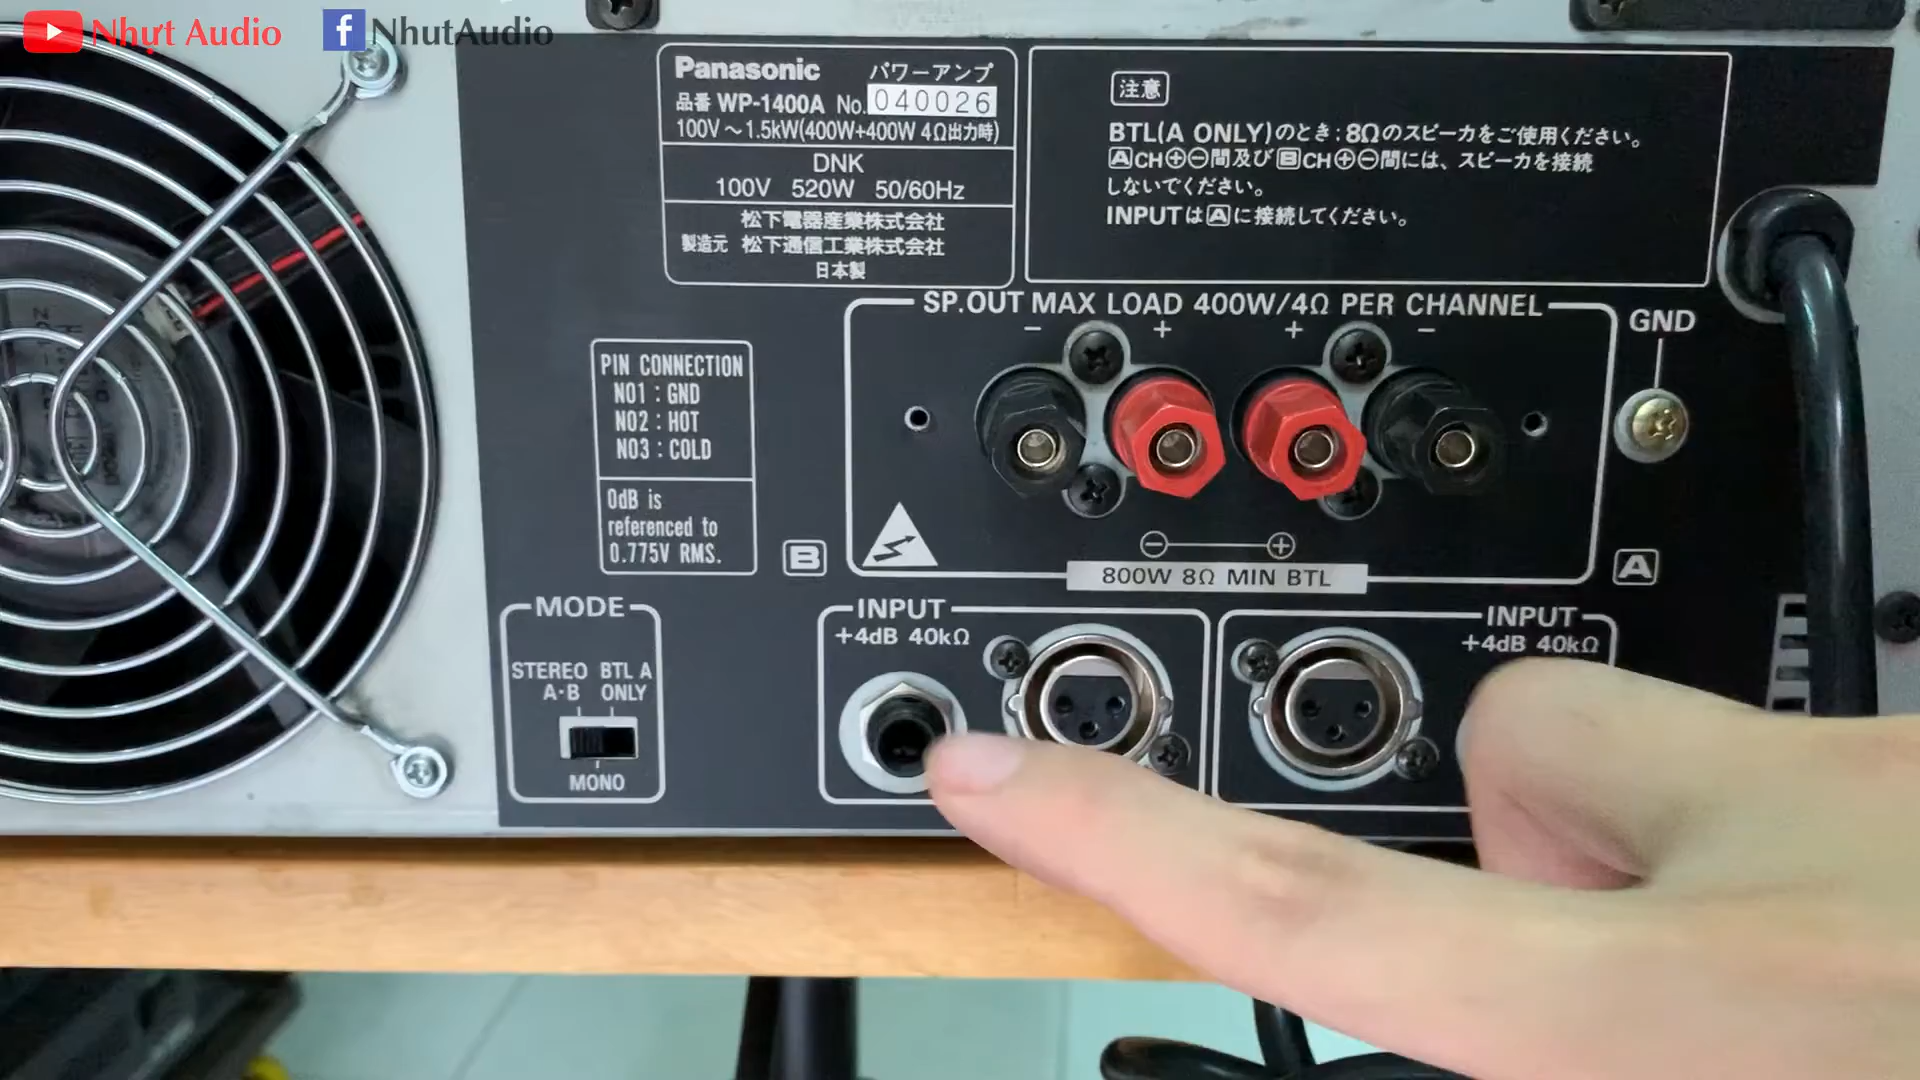 Nhựt Audio
NhutAudio
Panasonic パワーアンプ
品番 WP-1400A No. 040026
100V～1.5kW(400W+400W 4Ω出力時)
DNK
100V 520W 50/60Hz
松下電器産業株式会社
製造元 松下通信工業株式会社
日本製
注意
BTL(A ONLY)のとき:8Ωのスピーカをご使用ください。
A CH⊕⊖間及び B CH⊕⊖間には、スピーカを接続
しないでください。
INPUTは A に接続してください。
SP.OUT MAX LOAD 400W/4Ω PER CHANNEL
− + + −
GND
PIN CONNECTION
NO1 : GND
NO2 : HOT
NO3 : COLD
0dB is
referenced to
0.775V RMS.
⊖ ⊕
800W 8Ω MIN BTL
B
A
MODE
STEREO BTL A
A·B ONLY
MONO
INPUT
+4dB 40kΩ
INPUT
+4dB 40kΩ